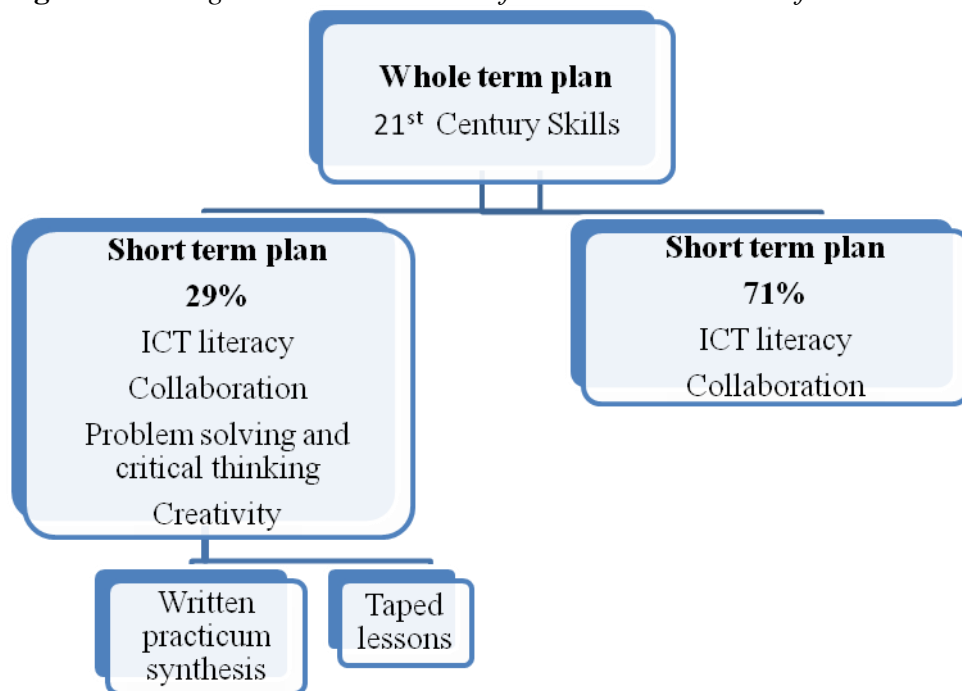 Whole term plan
21st Century Skills
Short term plan
29%
ICT literacy
Collaboration
Problem solving and
critical thinking
Creativity
Short term plan
71%
ICT literacy
Collaboration
Written
practicum
synthesis
Taped
lessons